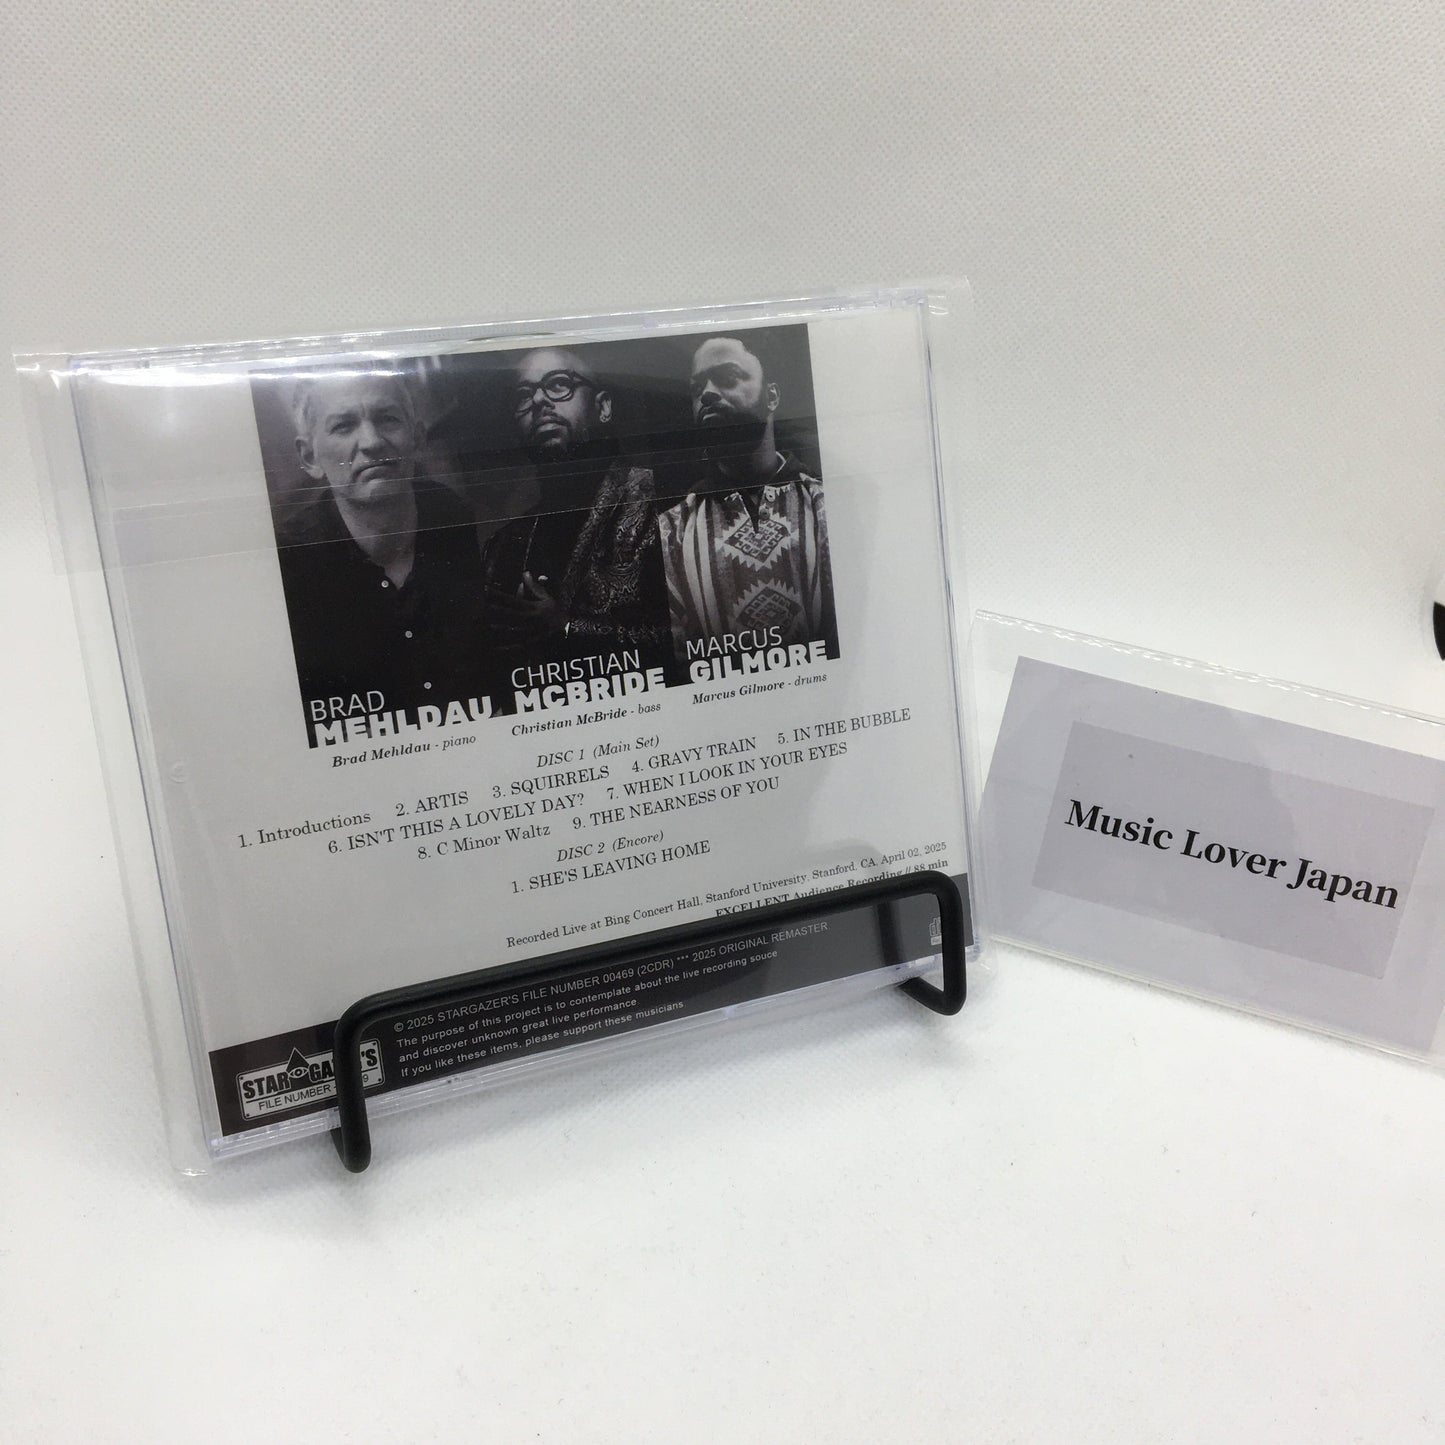 BRAD
MEHLDAU
CHRISTIAN
MCBRIDE
MARCUS
GILMORE
Brad Mehldau - piano
Christian McBride - bass
Marcus Gilmore - drums
DISC 1 (Main Set)
1. Introductions 2. ARTIS 3. SQUIRRELS 4. GRAVY TRAIN 5. IN THE BUBBLE
6. ISN'T THIS A LOVELY DAY? 7. WHEN I LOOK IN YOUR EYES
8. C Minor Waltz 9. THE NEARNESS OF YOU
DISC 2 (Encore)
1. SHE'S LEAVING HOME
Recorded Live at Bing Concert Hall, Stanford University, Stanford, CA, April 02, 2025
EXCELLENT Audience Recording // 88 min
© 2025 STARGAZER'S FILE NUMBER 00469 (2CDR) *** 2025 ORIGINAL REMASTER
The purpose of this project is to contemplate about the live recording souce
and discover unknown great live performance.
If you like these items, please support these musicians
STARGAZER'S
FILE NUMBER
Music Lover Japan